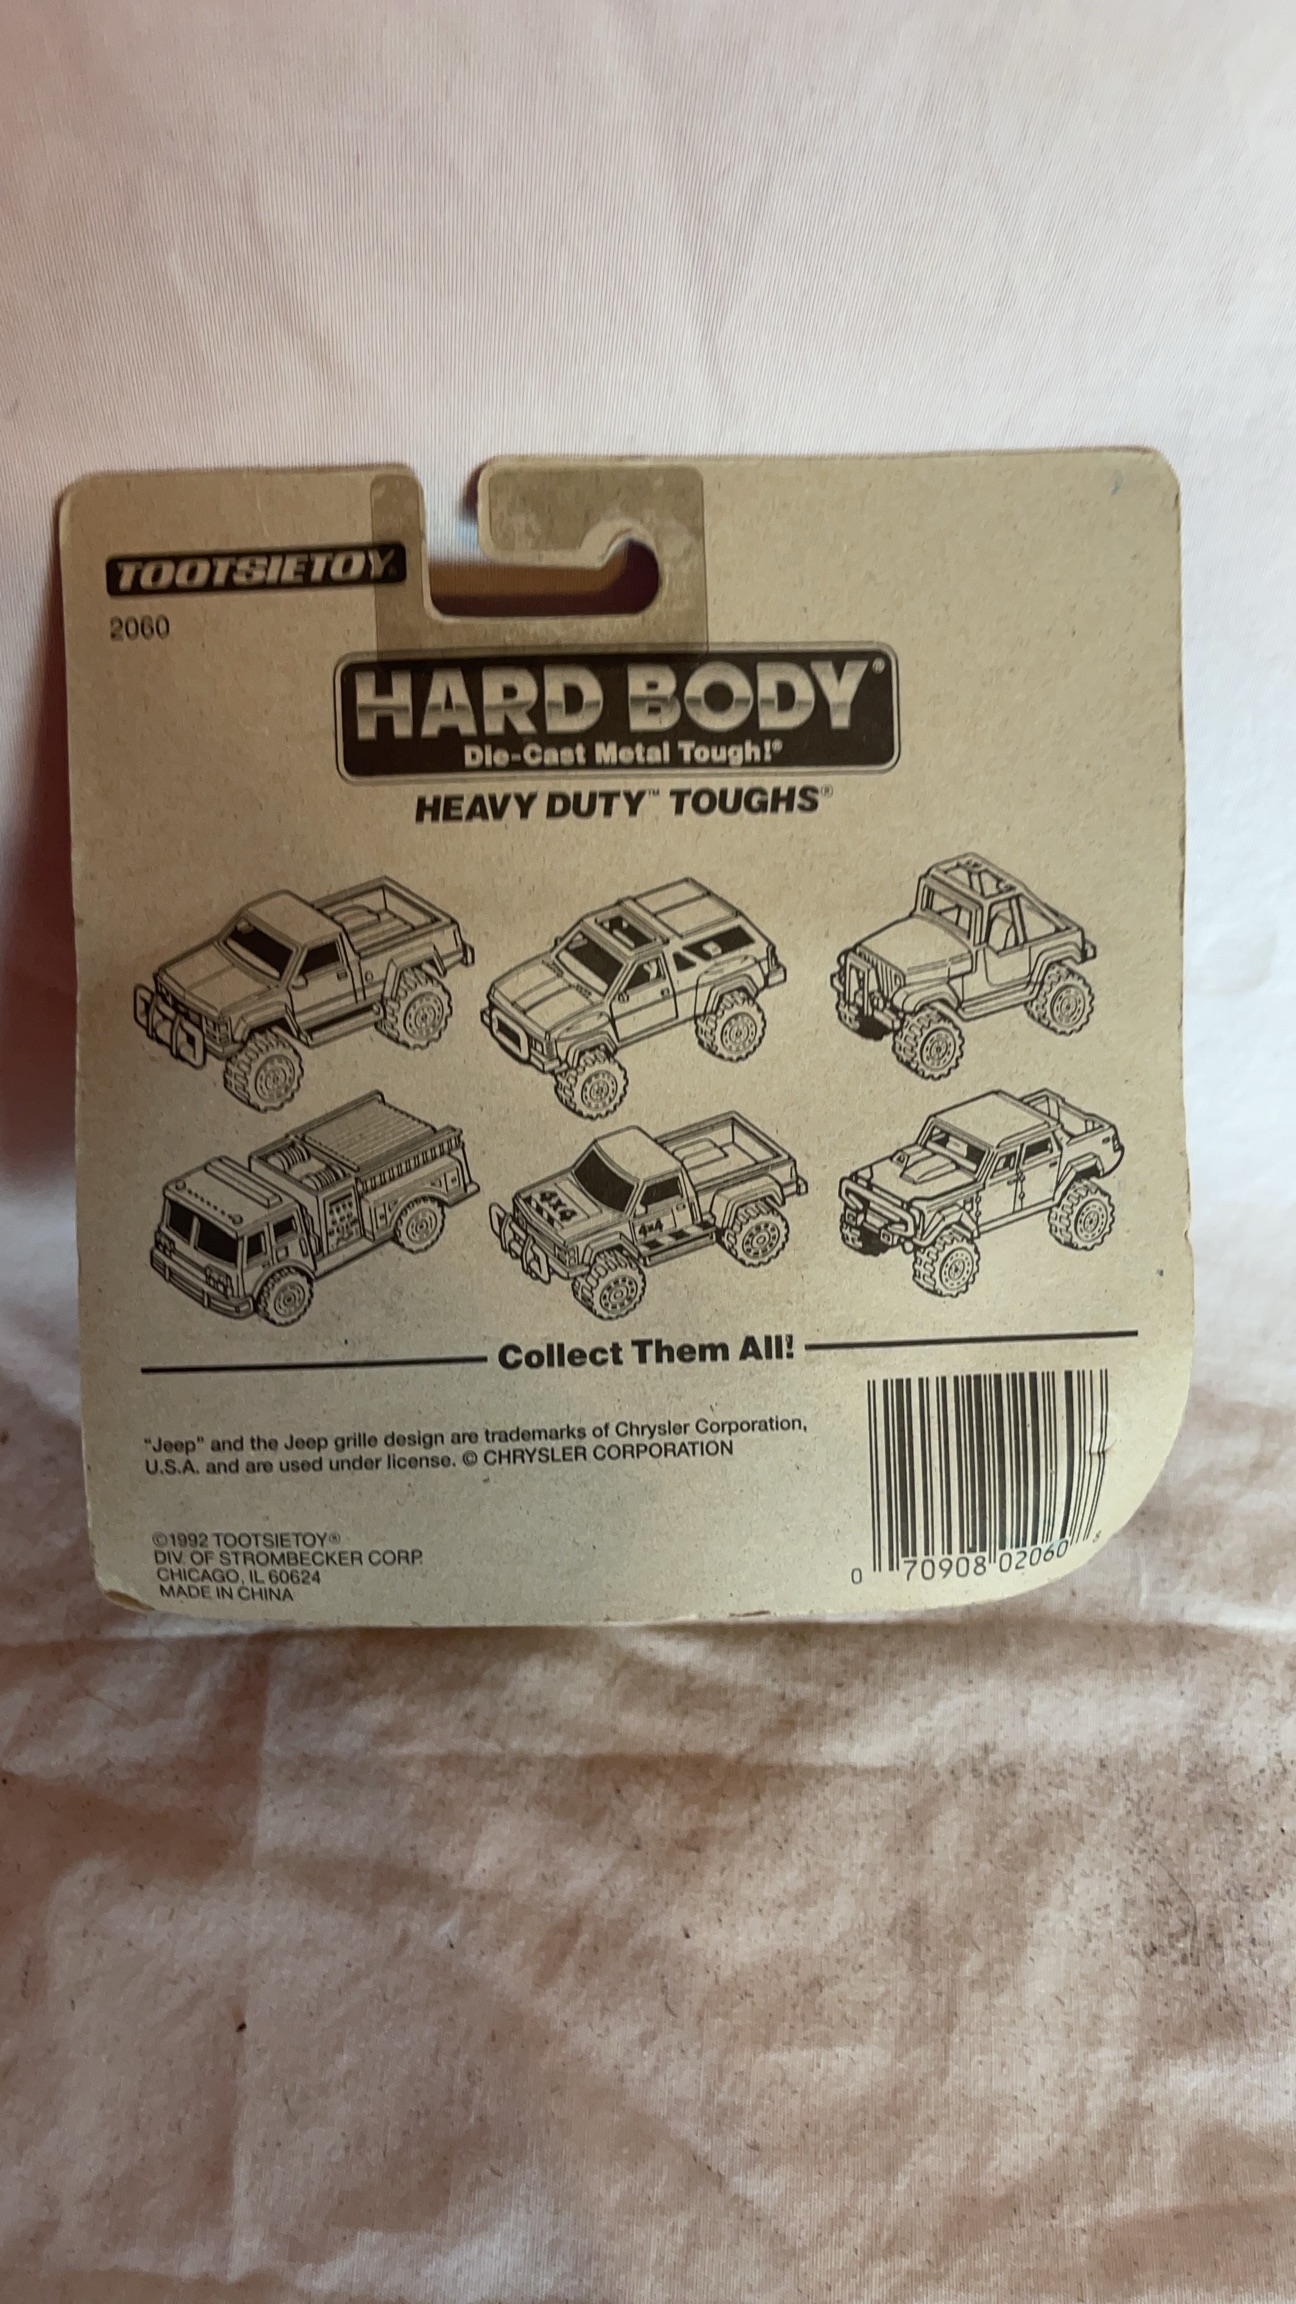 TOOTSIETOY®
2060
HARD BODY®
Die-Cast Metal Tough!®
HEAVY DUTY™ TOUGHS®
4x4
4x4
Collect Them All!
"Jeep" and the Jeep grille design are trademarks of Chrysler Corporation,
U.S.A. and are used under license. © CHRYSLER CORPORATION
©1992 TOOTSIETOY®
DIV. OF STROMBECKER CORP.
CHICAGO, IL 60624
MADE IN CHINA
0 70908 02060 8